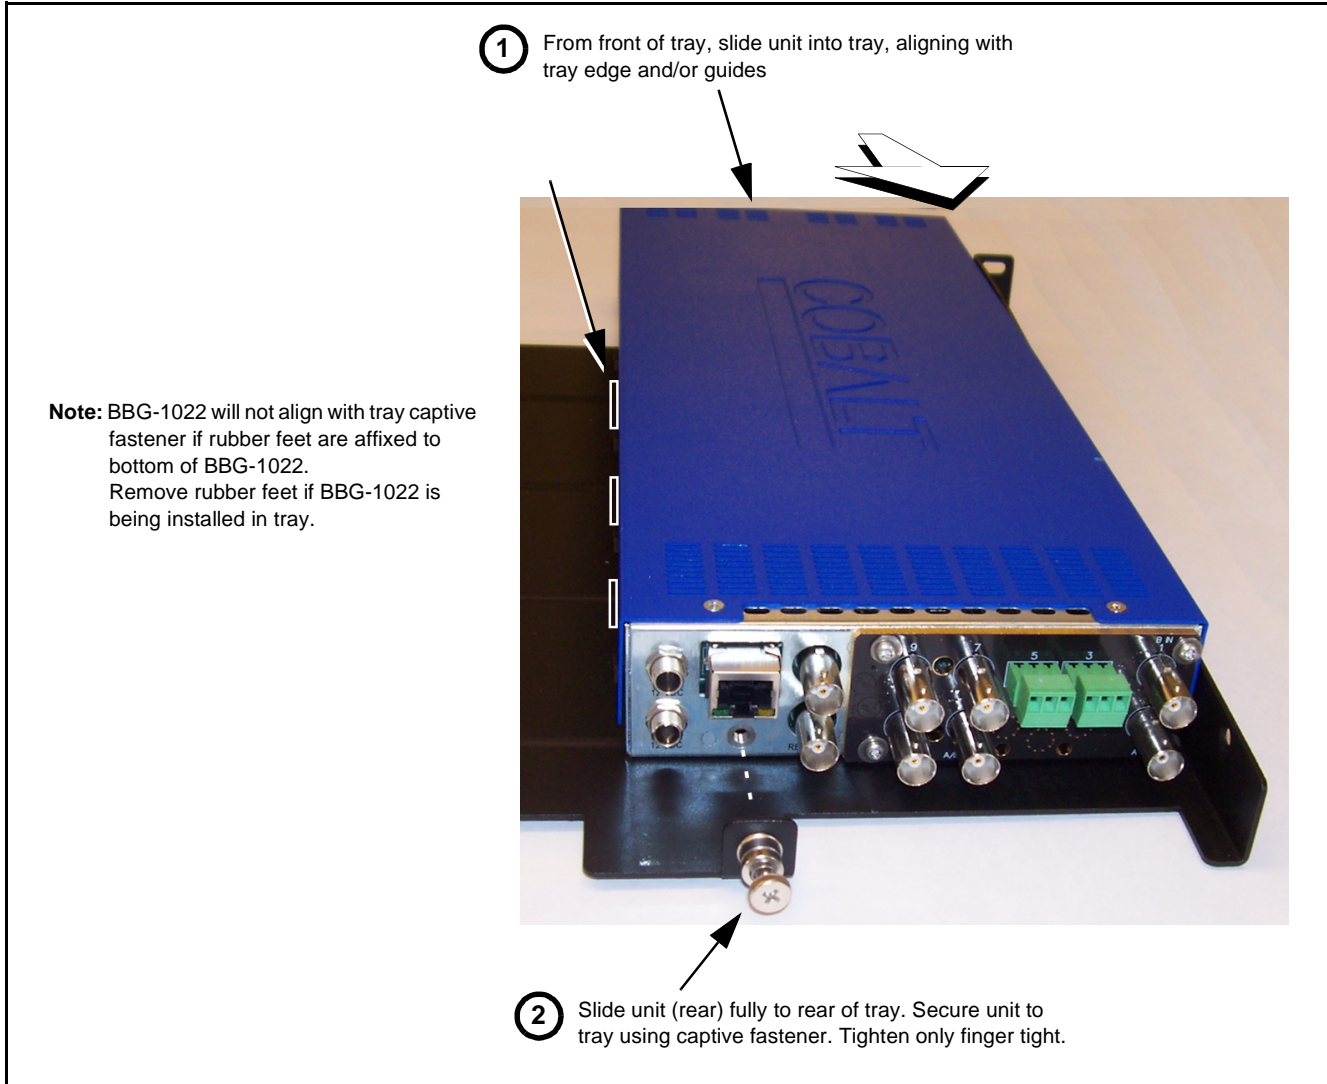 1
From front of tray, slide unit into tray, aligning with
tray edge and/or guides
COBALT
Note: BBG-1022 will not align with tray captive
fastener if rubber feet are affixed to
bottom of BBG-1022.
Remove rubber feet if BBG-1022 is
being installed in tray.
9
7
5
3
B IN
1
2
Slide unit (rear) fully to rear of tray. Secure unit to
tray using captive fastener. Tighten only finger tight.